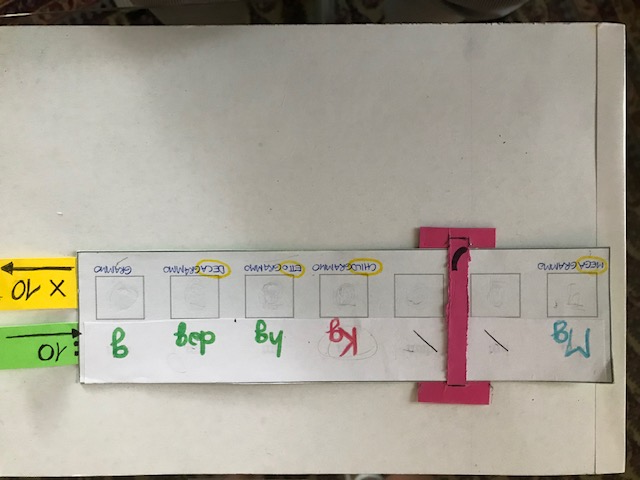 Mg \ \ Kg hg dag g : 10
MEGAGRAMMO CHILOGRAMMO ETTOGRAMMO DECAGRAMMO GRAMMO x 10